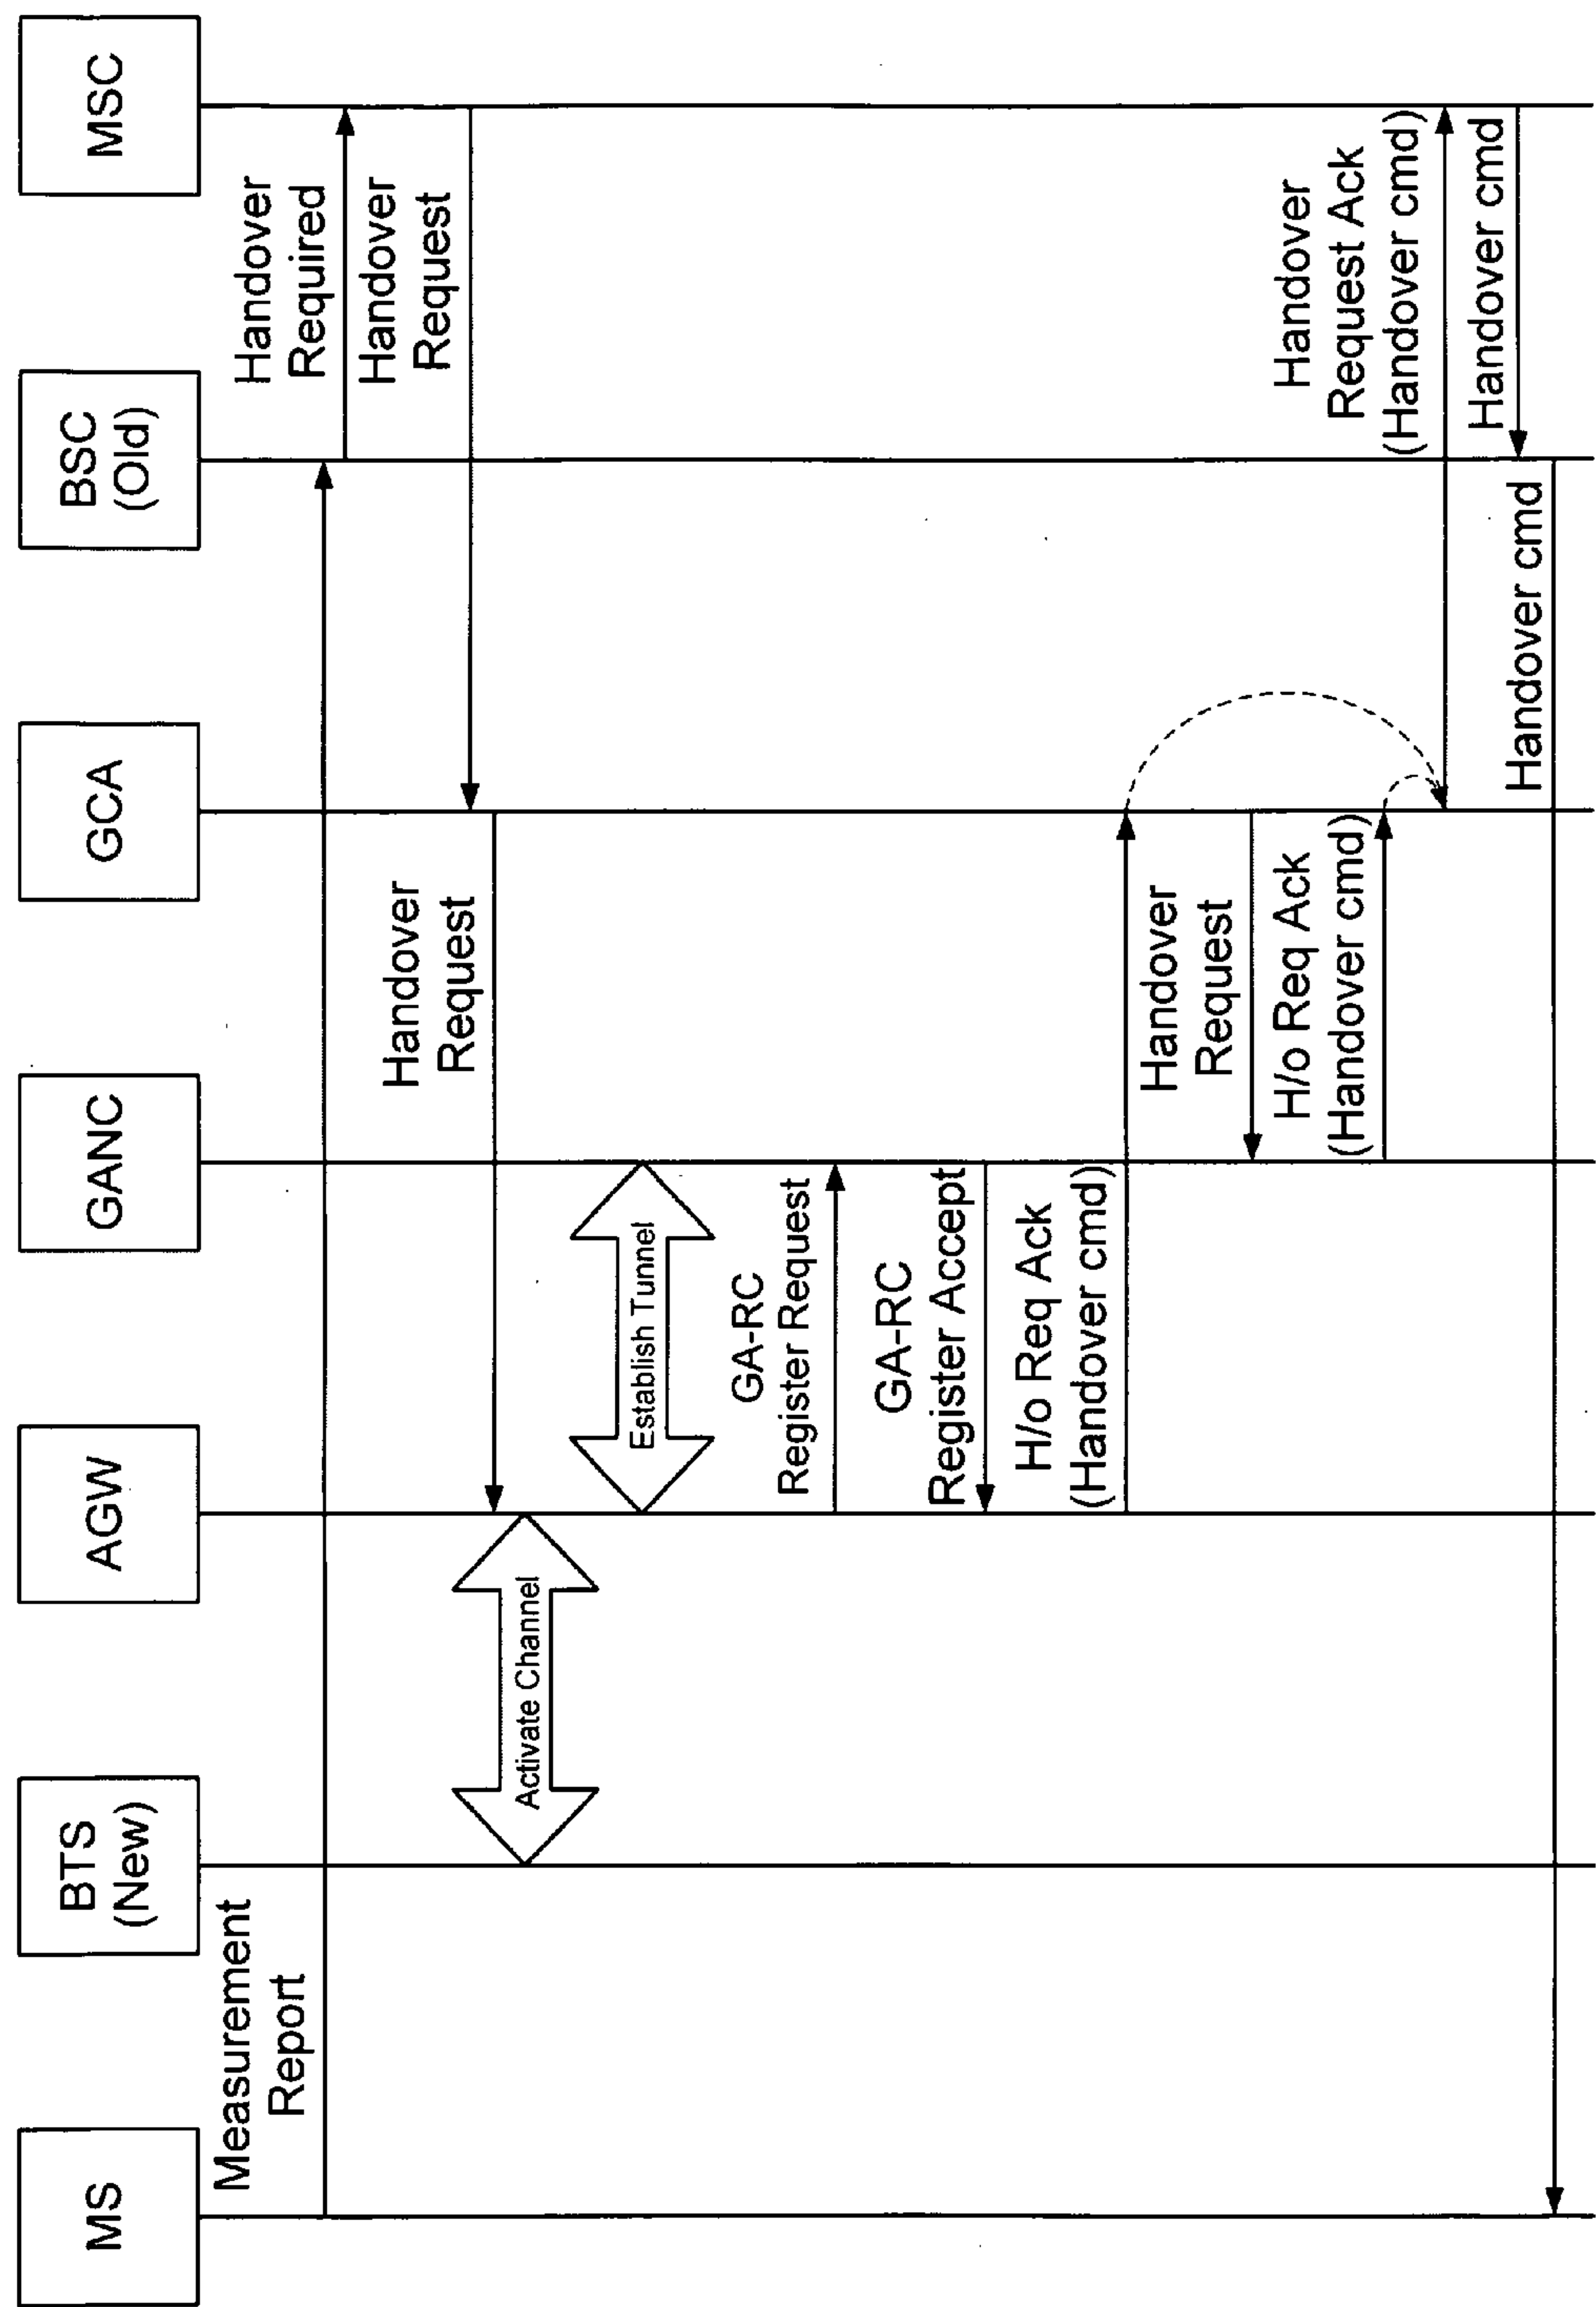 MS
BTS
(New)
AGW
GANC
GCA
BSC
(Old)
MSC
Measurement
Report
Handover
Required
Handover
Request
Handover
Request
Activate Channel
Establish Tunnel
GA-RC
Register Request
GA-RC
Register Accept
H/o Req Ack
(Handover cmd)
Handover
Request
H/o Req Ack
(Handover cmd)
Handover
Request Ack
(Handover cmd)
Handover cmd
Handover cmd